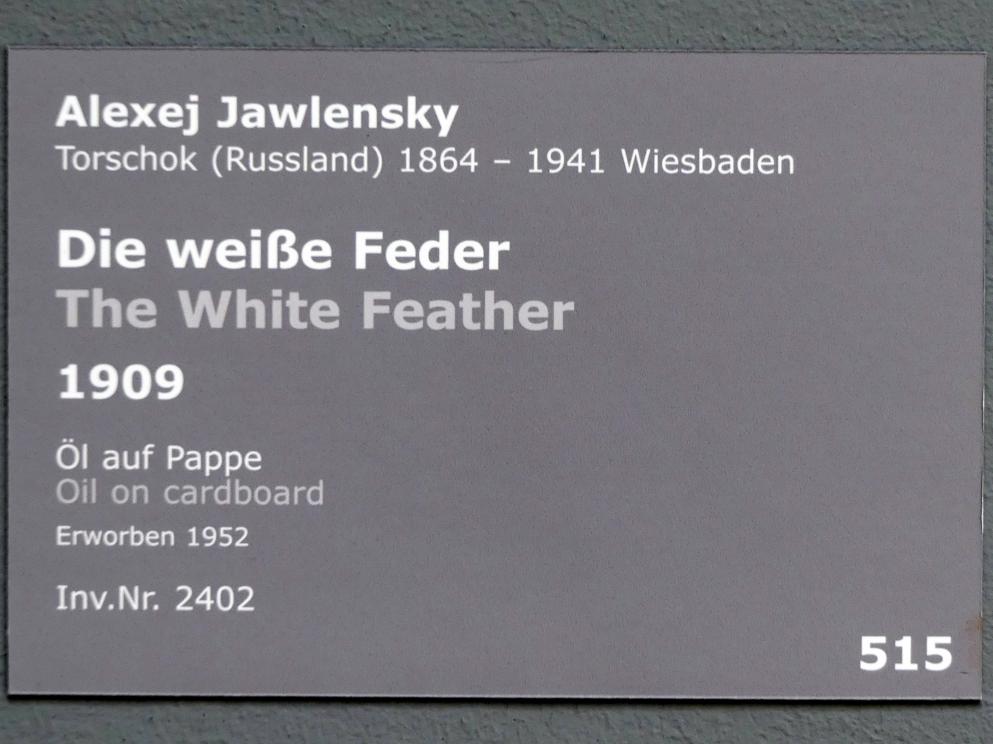 Alexej Jawlensky
Torschok (Russland) 1864 – 1941 Wiesbaden
Die weiße Feder
The White Feather
1909
Öl auf Pappe
Oil on cardboard
Erworben 1952
Inv.Nr. 2402
515